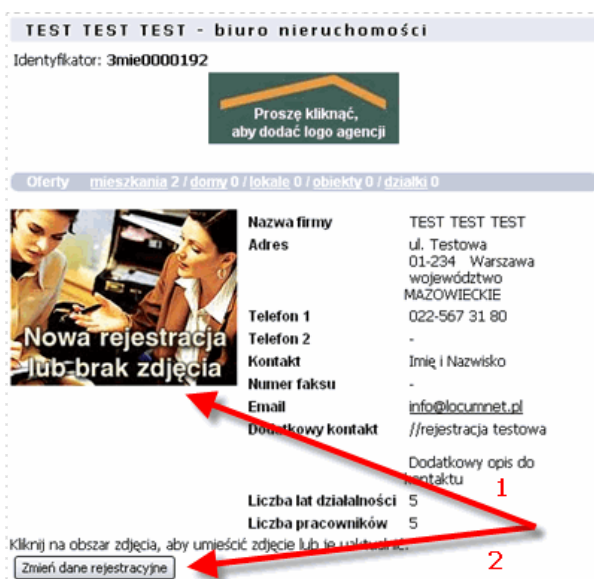 TEST TEST TEST - biuro nieruchomości
Identyfikator: 3mie0000192
Proszę kliknąć,
aby dodać logo agencji
Oferty mieszkania 2 / domy 0 / lokale 0 / obiekty 0 / działki 0
Nowa rejestracja
lub brak zdjęcia
Nazwa firmy TEST TEST TEST
Adres ul. Testowa
01-234 Warszawa
województwo
MAZOWIECKIE
Telefon 1 022-567 31 80
Telefon 2 -
Kontakt Imię i Nazwisko
Numer faksu -
Email info@locumnet.pl
Dodatkowy kontakt //rejestracja testowa
Dodatkowy opis do
kontaktu
1
Liczba lat działalności 5
Liczba pracowników 5
Kliknij na obszar zdjęcia, aby umieścić zdjęcie lub je uaktualnić.
2
Zmień dane rejestracyjne